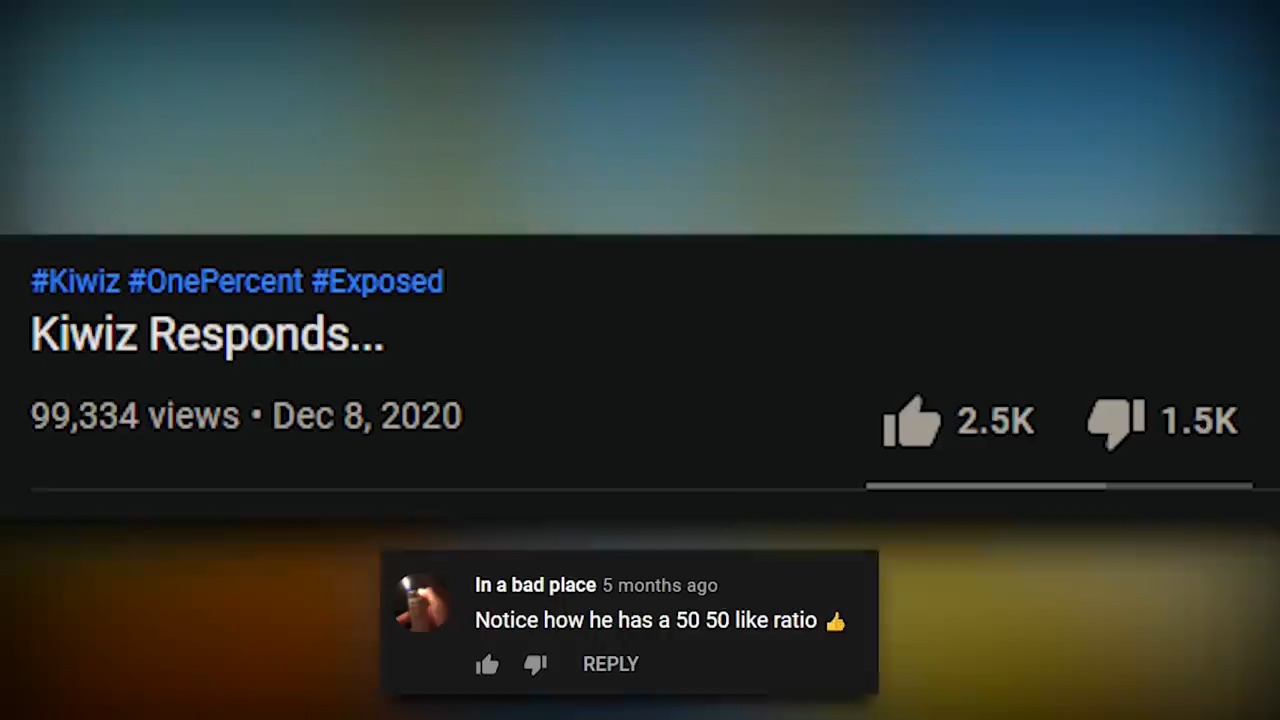 #Kiwiz #OnePercent #Exposed
Kiwiz Responds...
99,334 views • Dec 8, 2020
2.5K 1.5K
In a bad place 5 months ago
Notice how he has a 50 50 like ratio 👍
REPLY